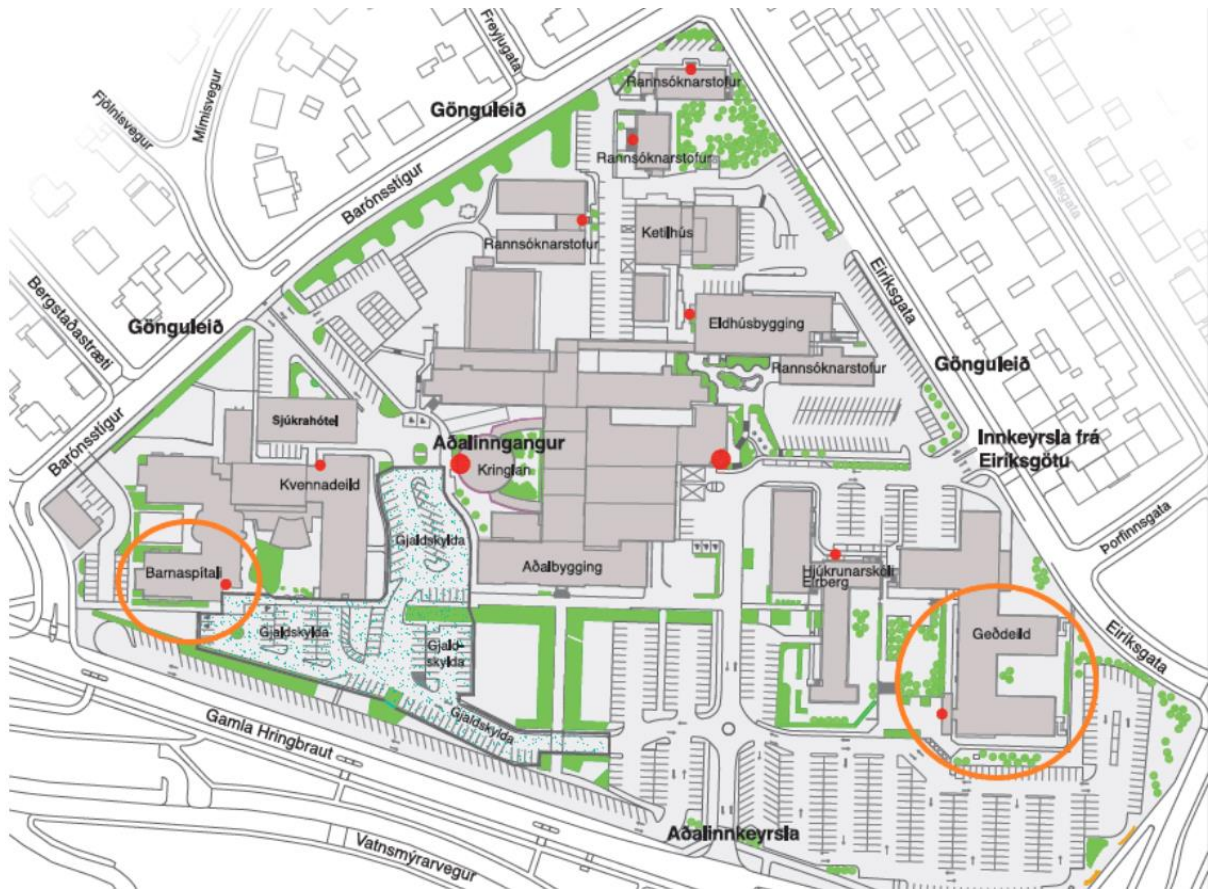 Freyjugata
Fjölnisvegur
Mímisvegur
Gönguleið
Barónsstígur
Rannsóknarstofur
Rannsóknarstofur
Rannsóknarstofur
Ketilhús
Leifsgata
Eiríksgata
Bergstaðastræti
Gönguleið
Eldhúsbygging
Rannsóknarstofur
Gönguleið
Barónsstígur
Sjúkrahótel
Aðalinngangur
Kringlan
Innkeyrsla frá
Eiríksgötu
Kvennadeild
Gjaldskylda
Aðalbygging
Þorfinnsgata
Barnaspítali
Hjúkrunarskóli
Eirberg
Geðdeild
Gjaldskylda
Gjald-
skylda
Eiríksgata
Gjaldskylda
Gamla Hringbraut
Aðalinnkeyrsla
Vatnsmýrarvegur